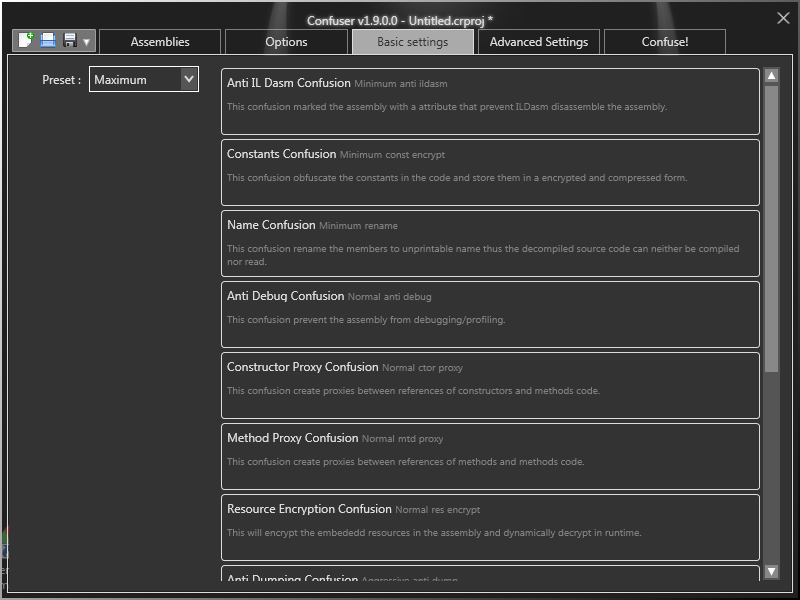 Confuser v1.9.0.0 - Untitled.crproj *
Assemblies
Options
Basic settings
Advanced Settings
Confuse!
Preset :
Maximum
Anti IL Dasm Confusion Minimum anti ildasm
This confusion marked the assembly with a attribute that prevent ILDasm disassemble the assembly.
Constants Confusion Minimum const encrypt
This confusion obfuscate the constants in the code and store them in a encrypted and compressed form.
Name Confusion Minimum rename
This confusion rename the members to unprintable name thus the decompiled source code can neither be compiled
nor read.
Anti Debug Confusion Normal anti debug
This confusion prevent the assembly from debugging/profiling.
Constructor Proxy Confusion Normal ctor proxy
This confusion create proxies between references of constructors and methods code.
Method Proxy Confusion Normal mtd proxy
This confusion create proxies between references of methods and methods code.
Resource Encryption Confusion Normal res encrypt
This will encrypt the embededd resources in the assembly and dynamically decrypt in runtime.
Anti Dumping Confusion Aggressive anti dump